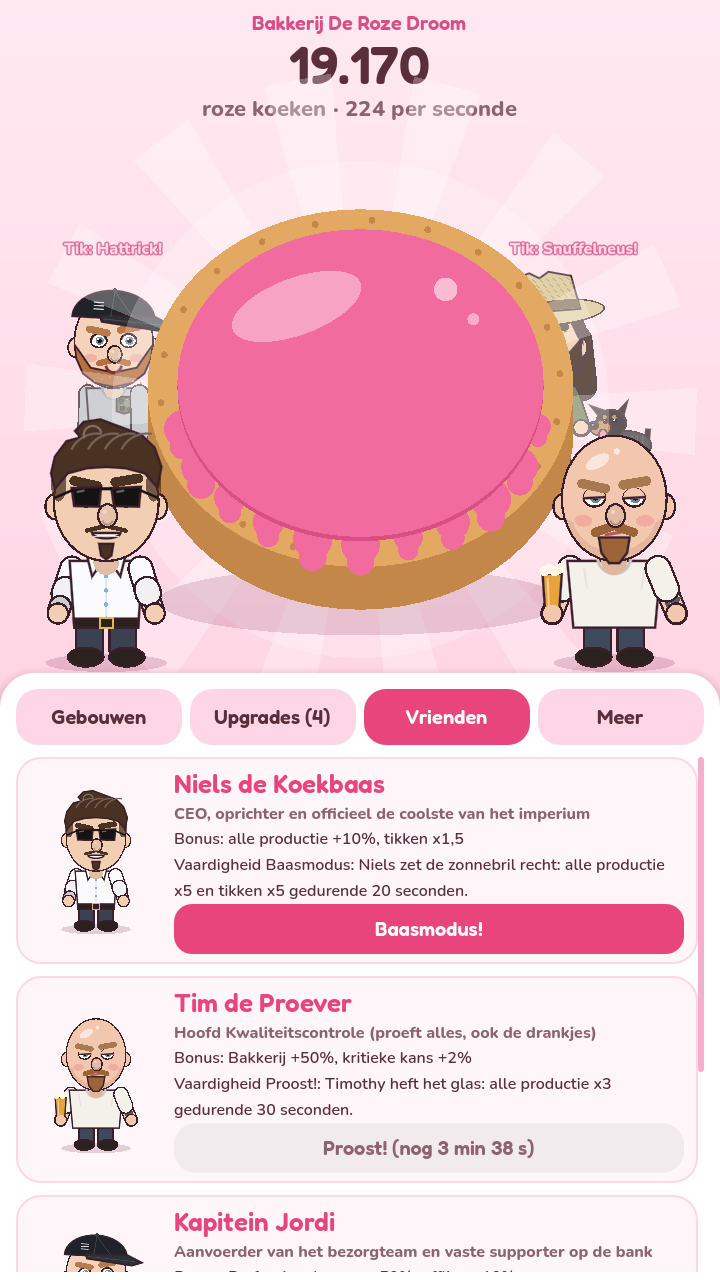 Bakkerij De Roze Droom
19.170
roze koeken · 224 per seconde
Tik: Hattrick!
Tik: Snuffelneus!
Gebouwen
Upgrades (4)
Vrienden
Meer
Niels de Koekbaas
CEO, oprichter en officieel de coolste van het imperium
Bonus: alle productie +10%, tikken x1,5
Vaardigheid Baasmodus: Niels zet de zonnebril recht: alle productie
x5 en tikken x5 gedurende 20 seconden.
Baasmodus!
Tim de Proever
Hoofd Kwaliteitscontrole (proeft alles, ook de drankjes)
Bonus: Bakkerij +50%, kritieke kans +2%
Vaardigheid Proost!: Timothy heft het glas: alle productie x3
gedurende 30 seconden.
Proost! (nog 3 min 38 s)
Kapitein Jordi
Aanvoerder van het bezorgteam en vaste supporter op de bank